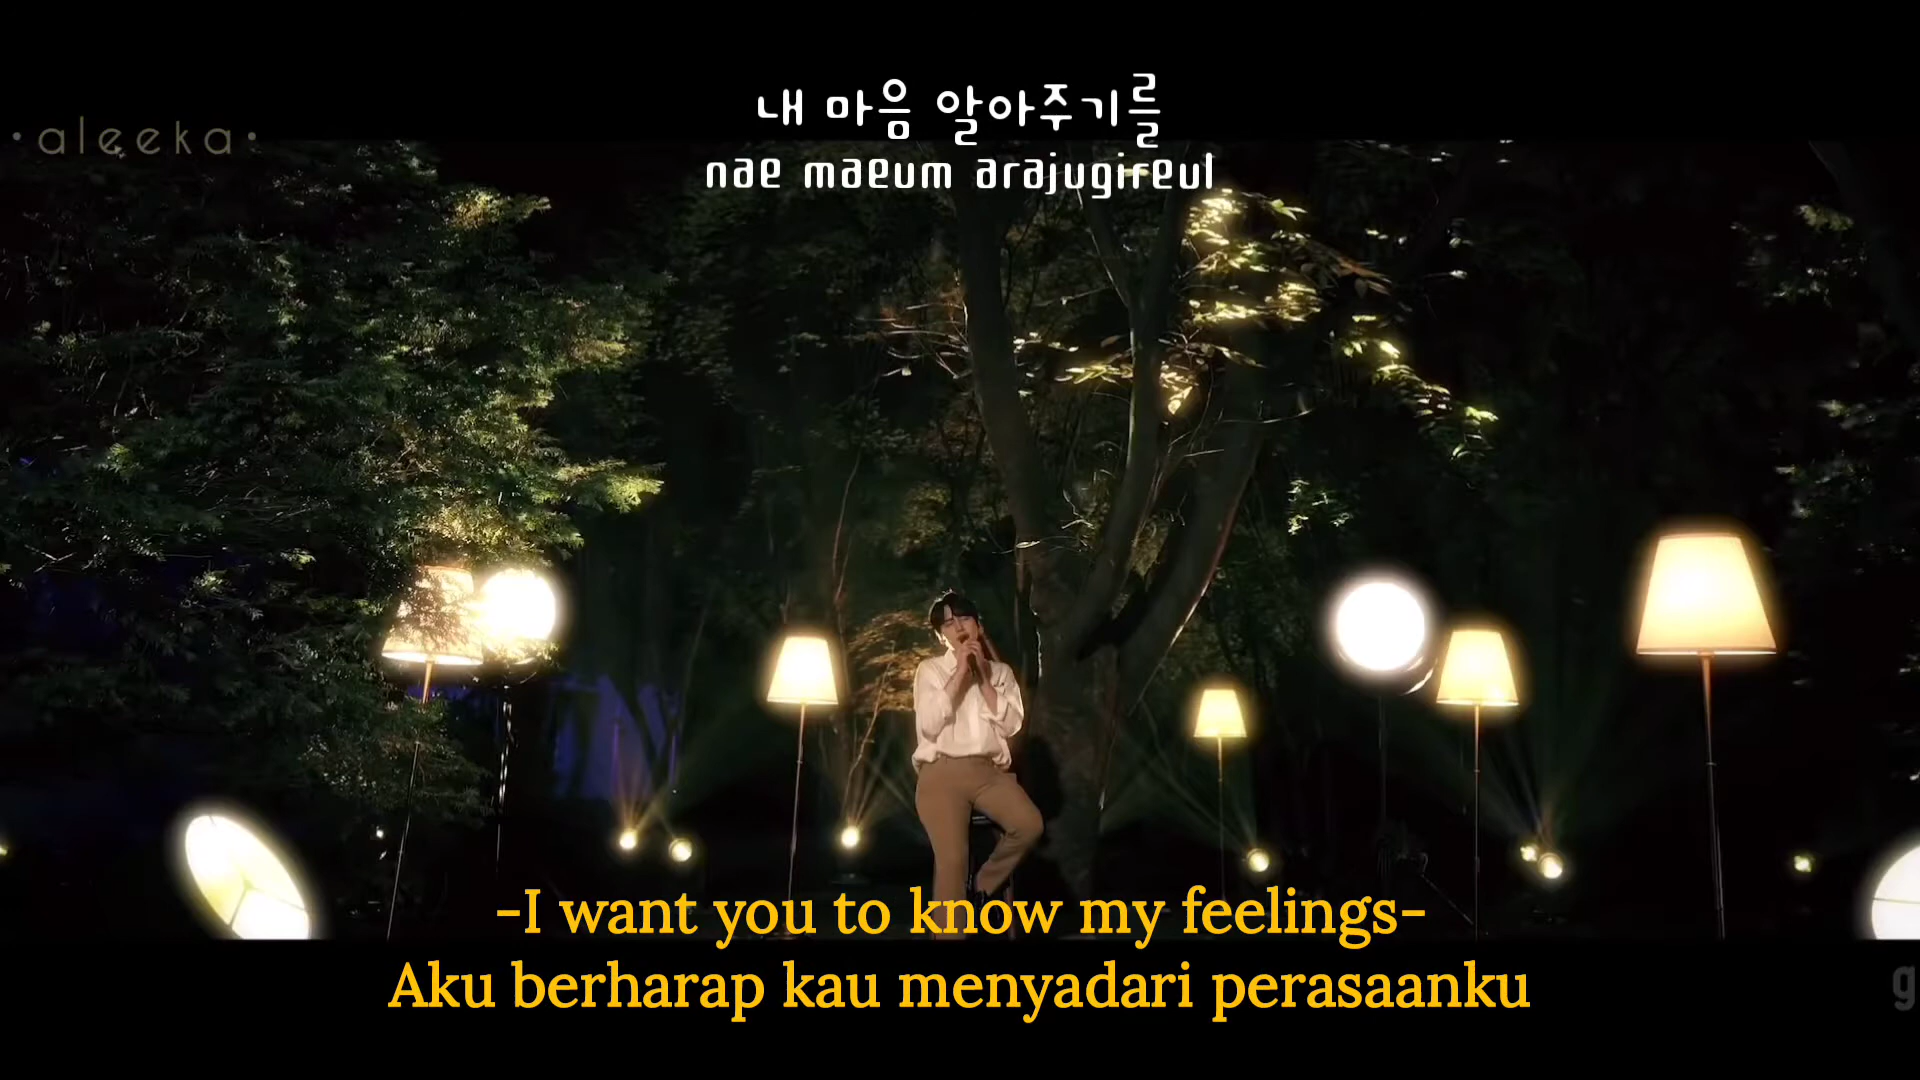 내 마음 알아주기를
•aleeka•
nae maeum arajugireul
-I want you to know my feelings-
Aku berharap kau menyadari perasaanku
g